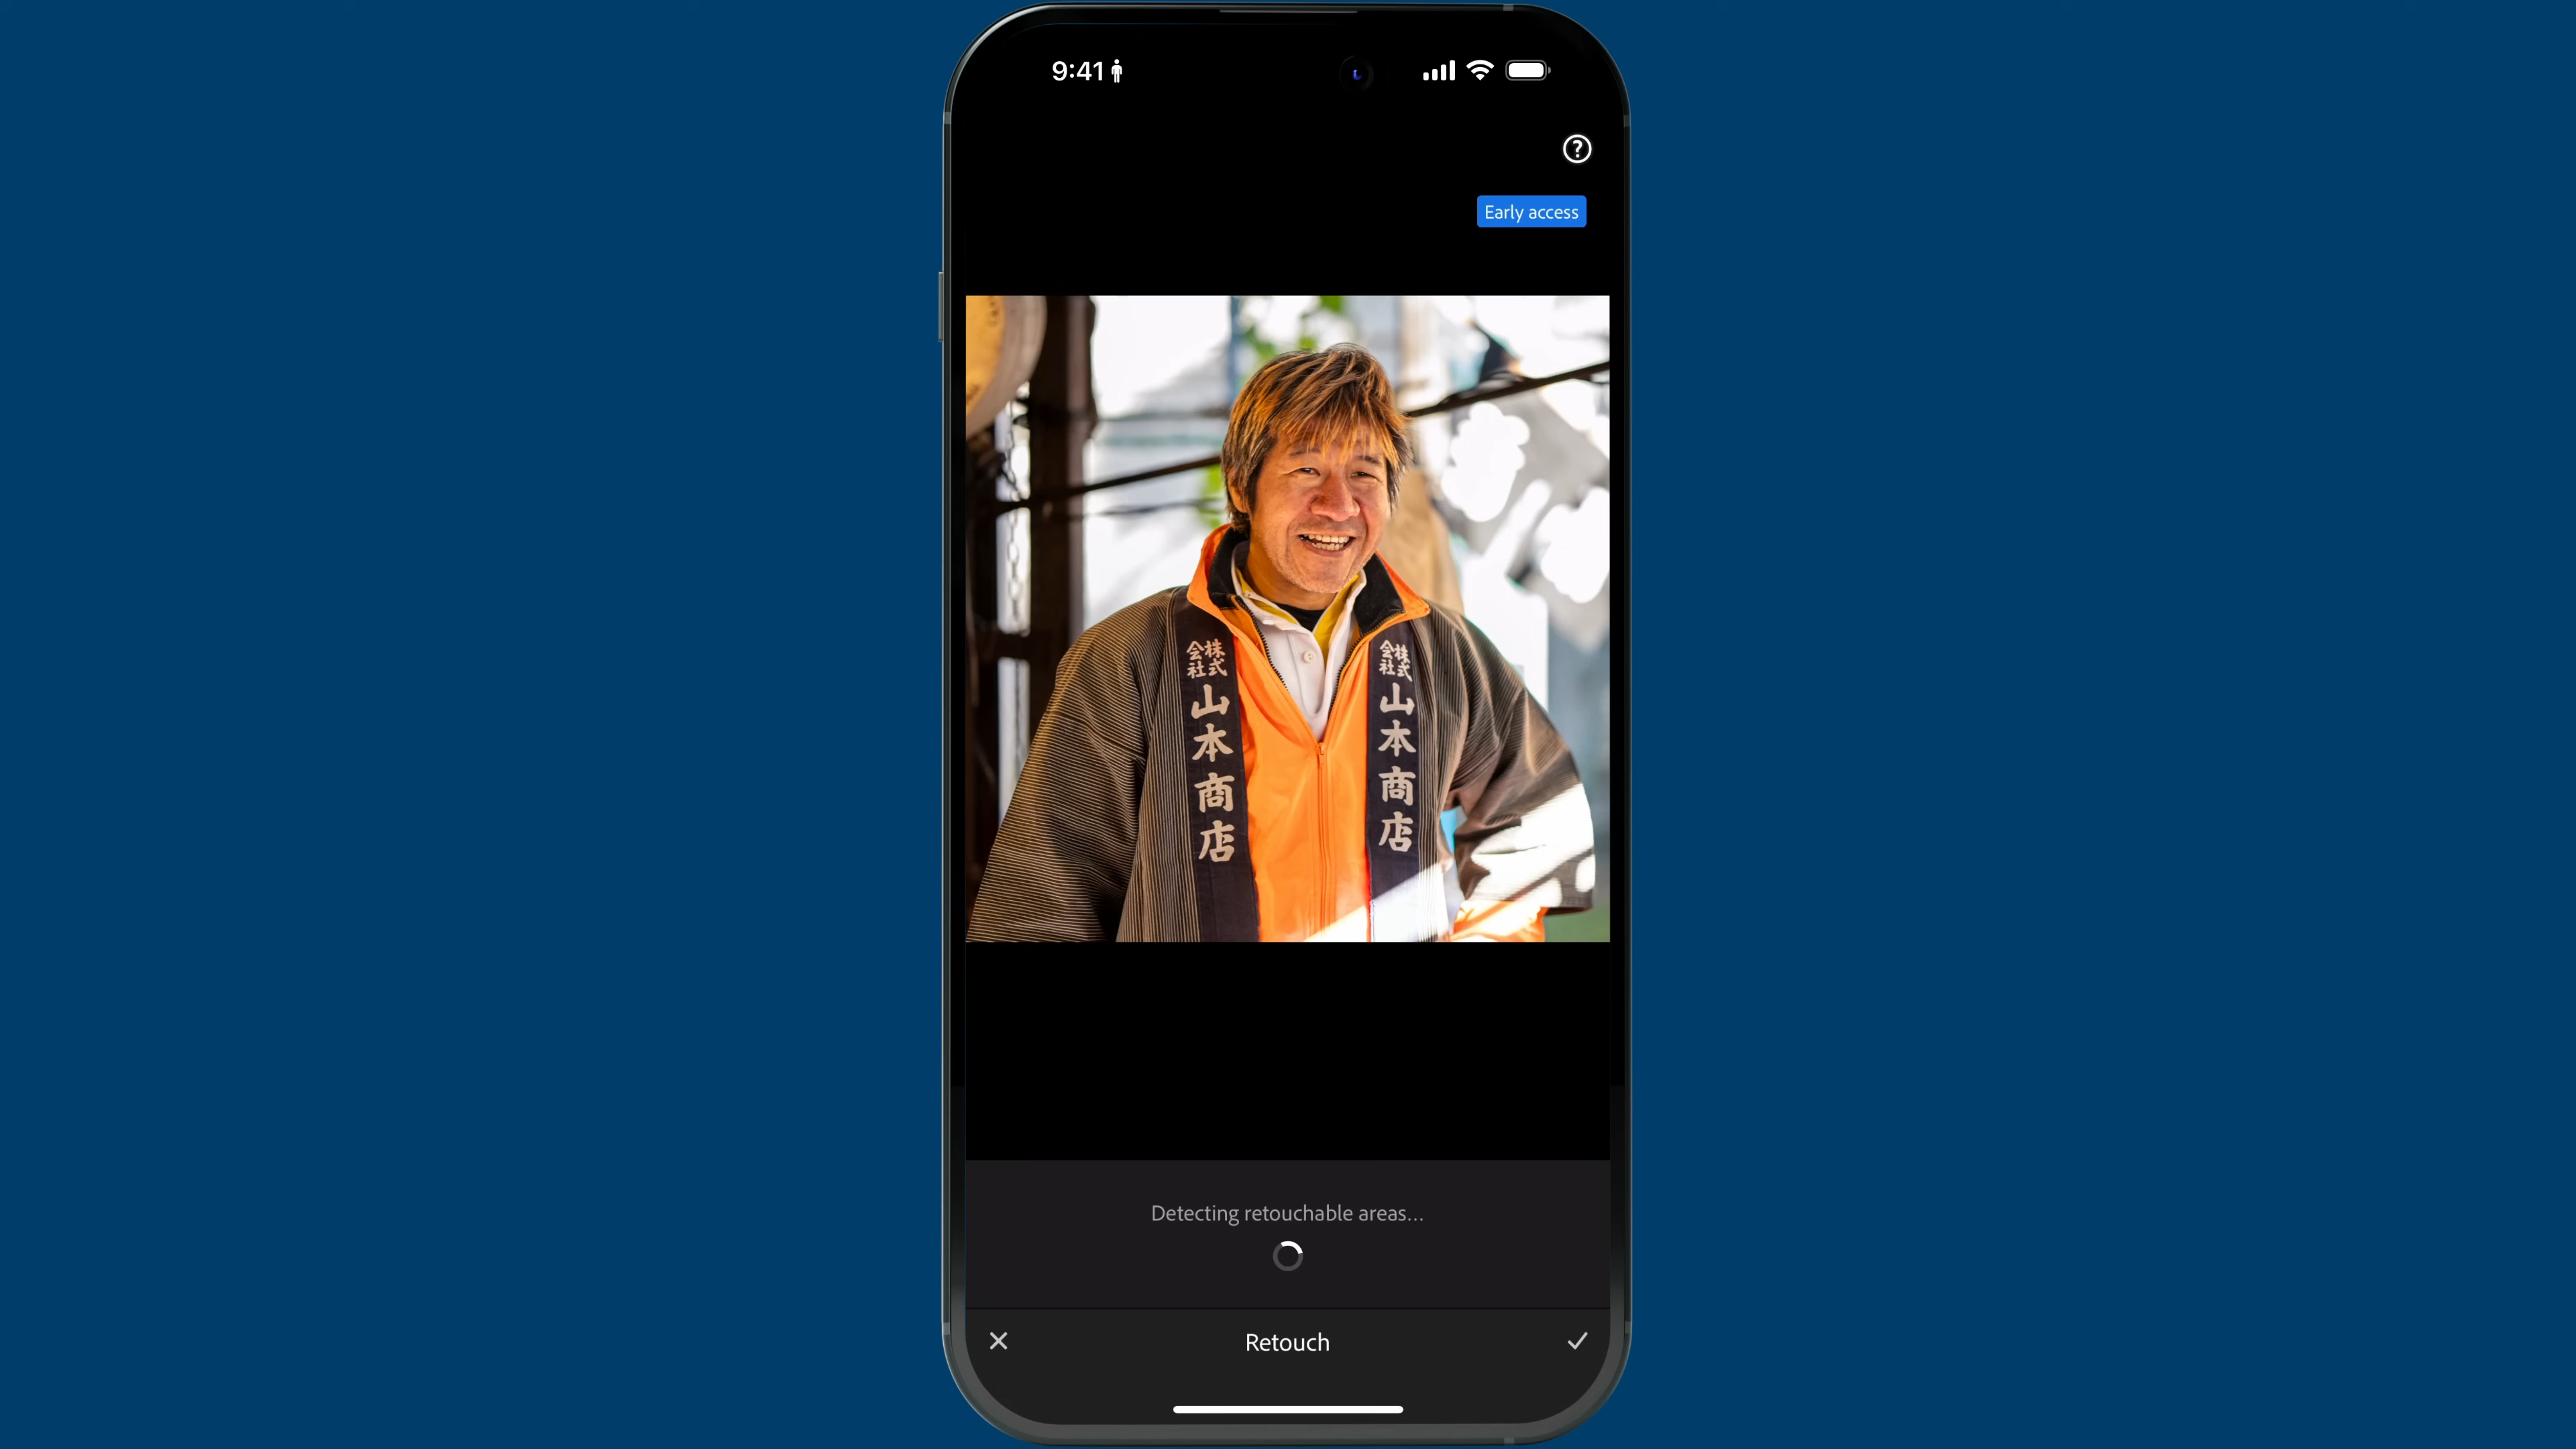 9:41
?
Early access
株式
会社
山本商店
株式
会社
山本商店
Detecting retouchable areas...
Retouch